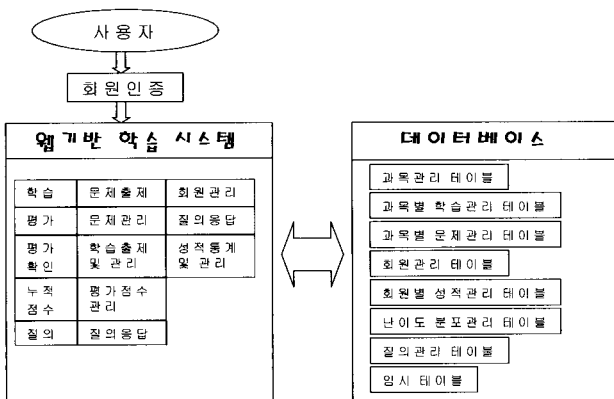 사용자
회원인증
웹기반 학습 시스템
학습 문제출제 회원관리
평가 문제관리 질의응답
평가 확인 학습출제 및 관리 성적통계 및 관리
누적 점수 평가점수 관리
질의 질의응답
데이터베이스
과목관리 테이블
과목별 학습관리 테이블
과목별 문제관리 테이블
회원관리 테이블
회원별 성적관리 테이블
난이도 분포관리 테이블
질의관리 테이블
임시 테이블